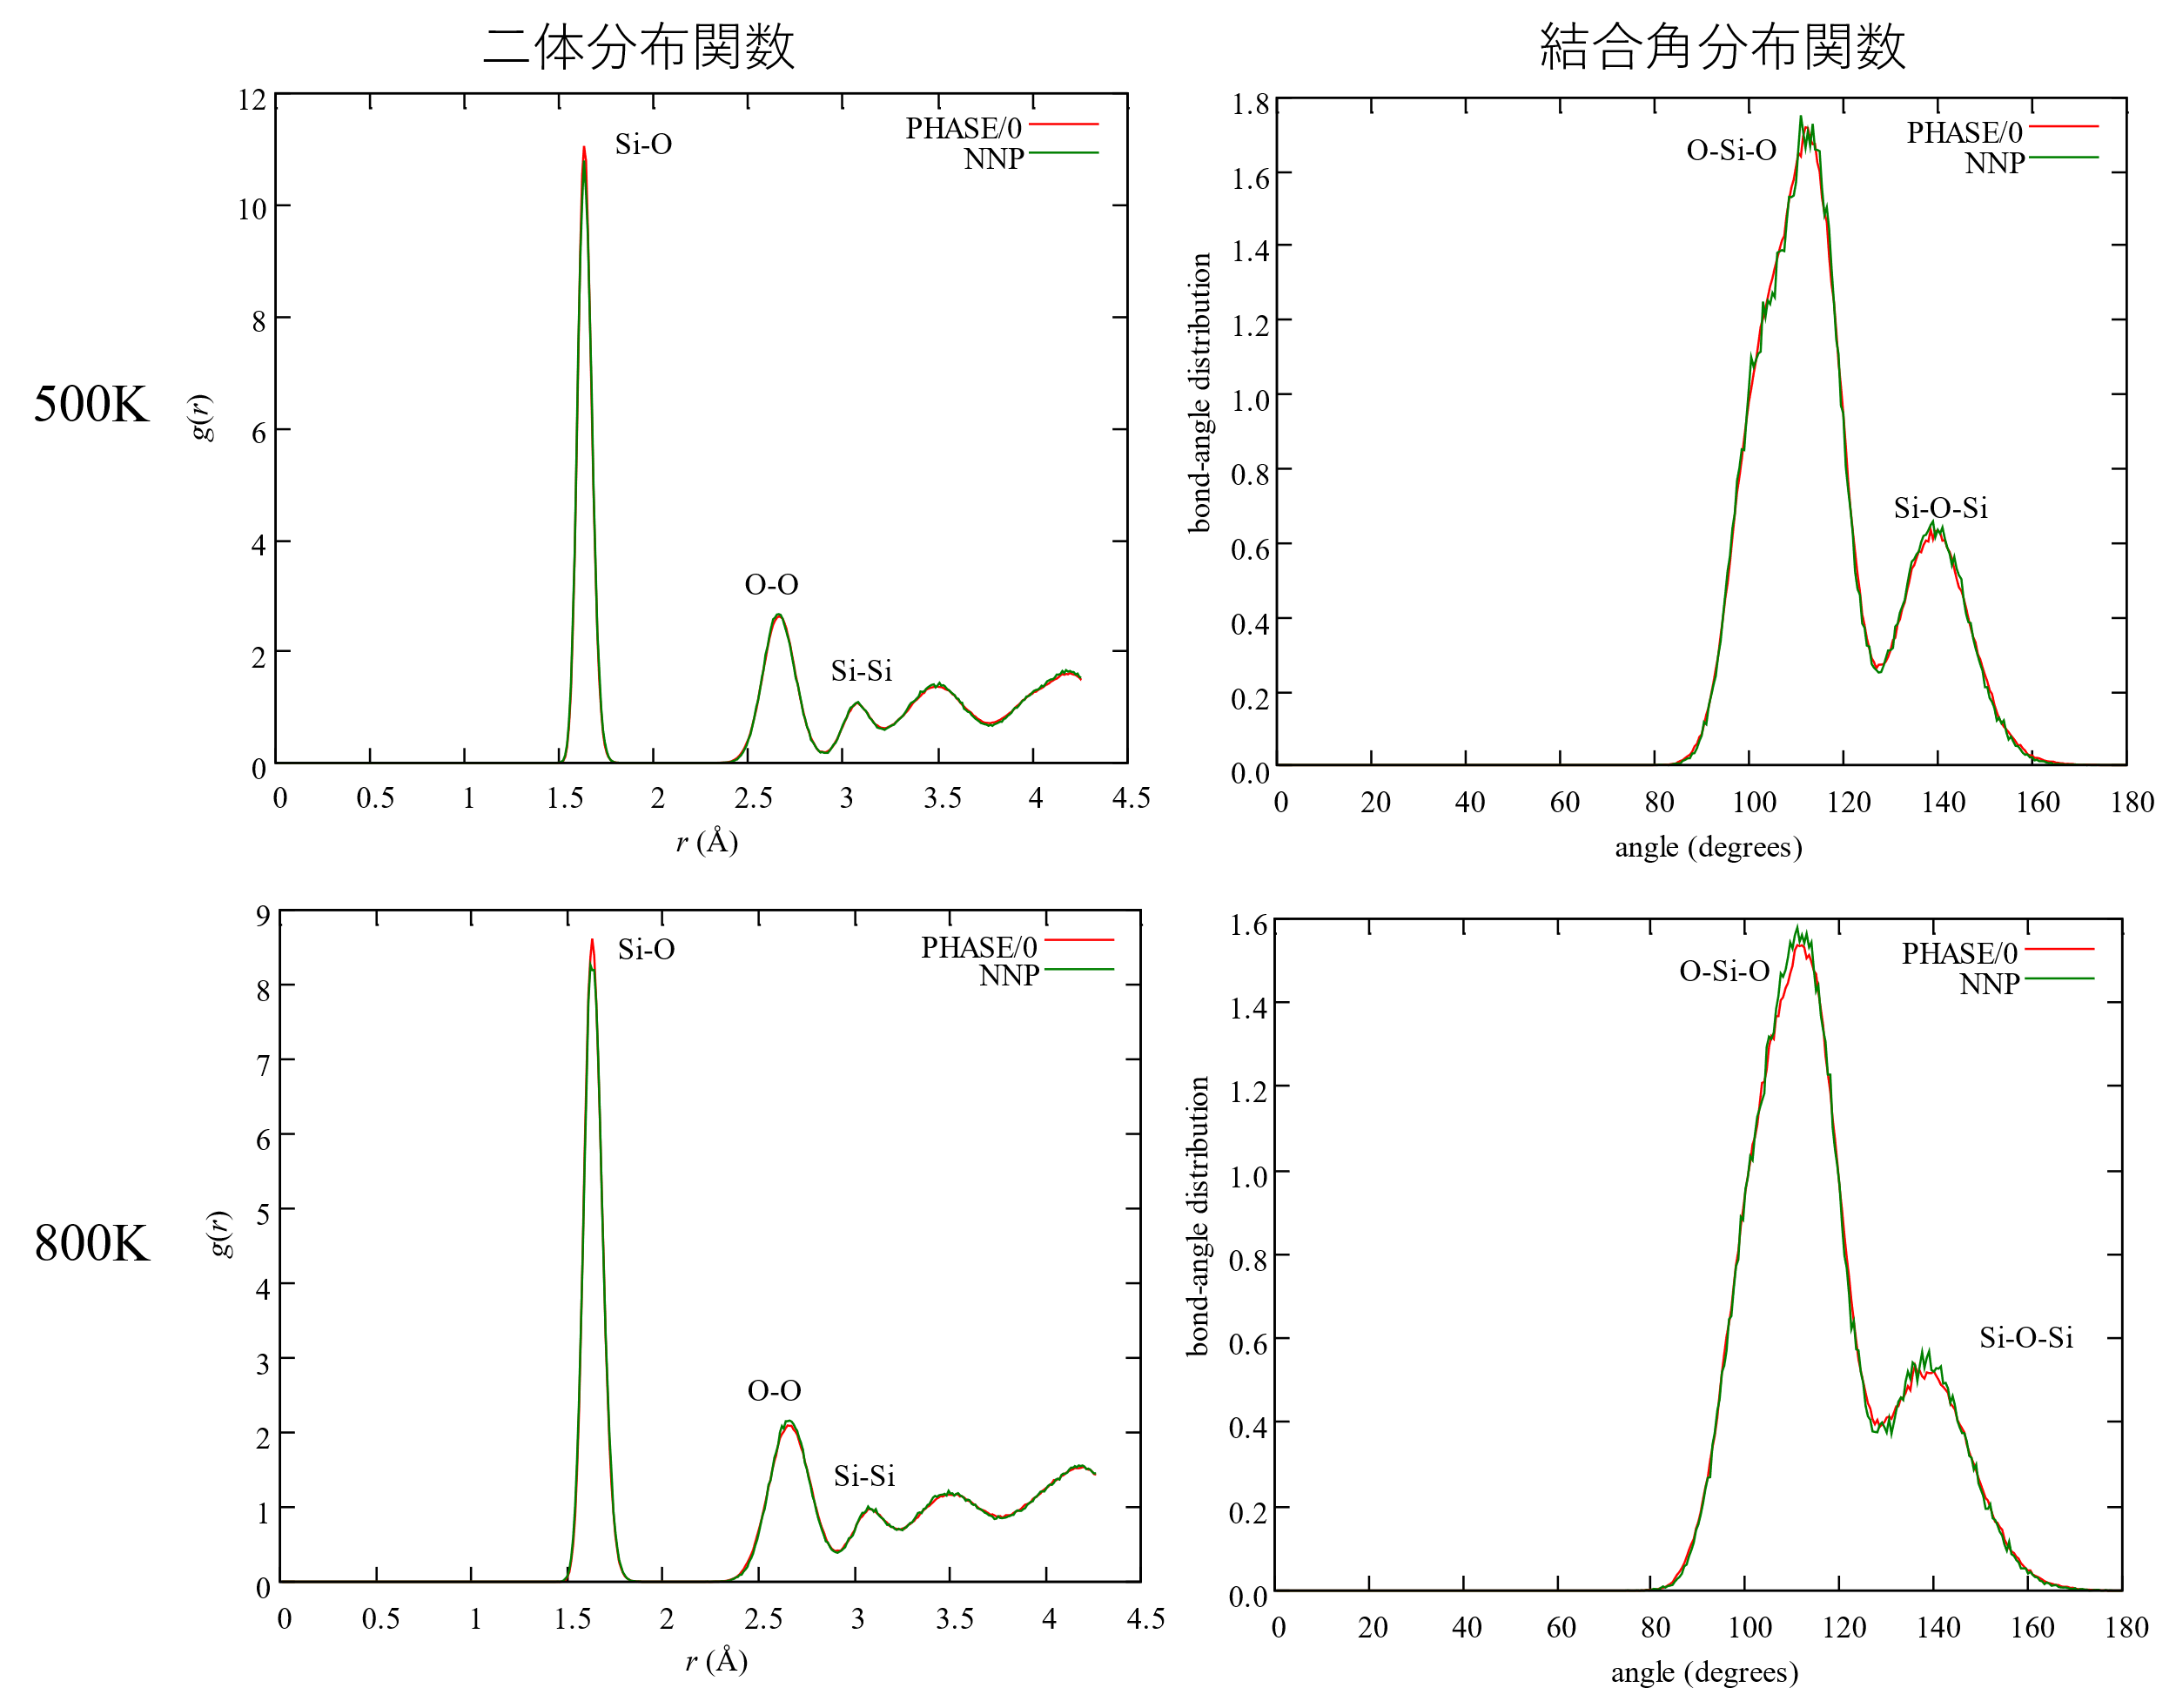 二体分布関数
結合角分布関数
500K
12
10
8
6
4
2
0
g(r)
Si-O
O-O
Si-Si
PHASE/0
NNP
0 0.5 1 1.5 2 2.5 3 3.5 4 4.5
r (Å)
1.8
1.6
1.4
1.2
1.0
0.8
0.6
0.4
0.2
0.0
bond-angle distribution
O-Si-O
Si-O-Si
PHASE/0
NNP
0 20 40 60 80 100 120 140 160 180
angle (degrees)
800K
9
8
7
6
5
4
3
2
1
0
g(r)
Si-O
O-O
Si-Si
PHASE/0
NNP
0 0.5 1 1.5 2 2.5 3 3.5 4 4.5
r (Å)
1.6
1.4
1.2
1.0
0.8
0.6
0.4
0.2
0.0
bond-angle distribution
O-Si-O
Si-O-Si
PHASE/0
NNP
0 20 40 60 80 100 120 140 160 180
angle (degrees)